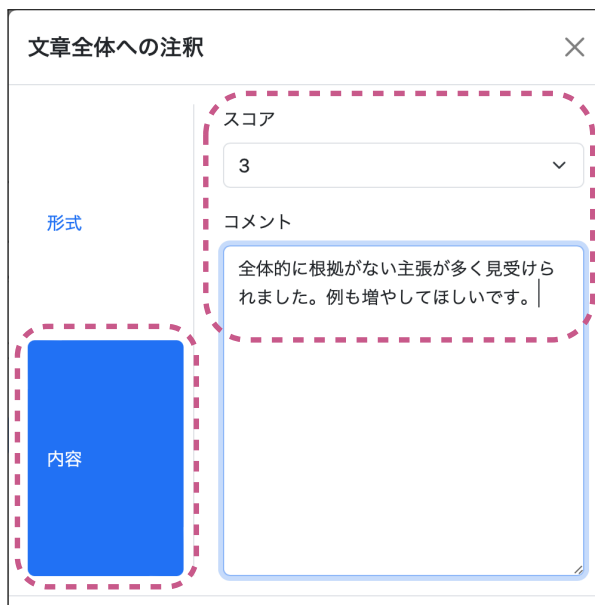 文章全体への注釈
スコア
3
形式
コメント
全体的に根拠がない主張が多く見受けら
れました。例も増やしてほしいです。
内容